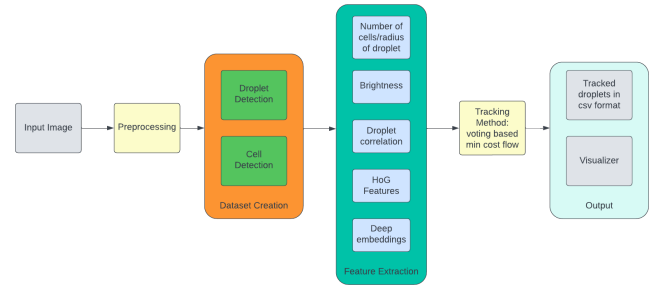 Input Image
Preprocessing
Droplet
Detection
Cell
Detection
Dataset Creation
Number of
cells/radius
of droplet
Brightness
Droplet
correlation
HoG
Features
Deep
embeddings
Feature Extraction
Tracking
Method:
voting based
min cost flow
Tracked
droplets in
csv format
Visualizer
Output